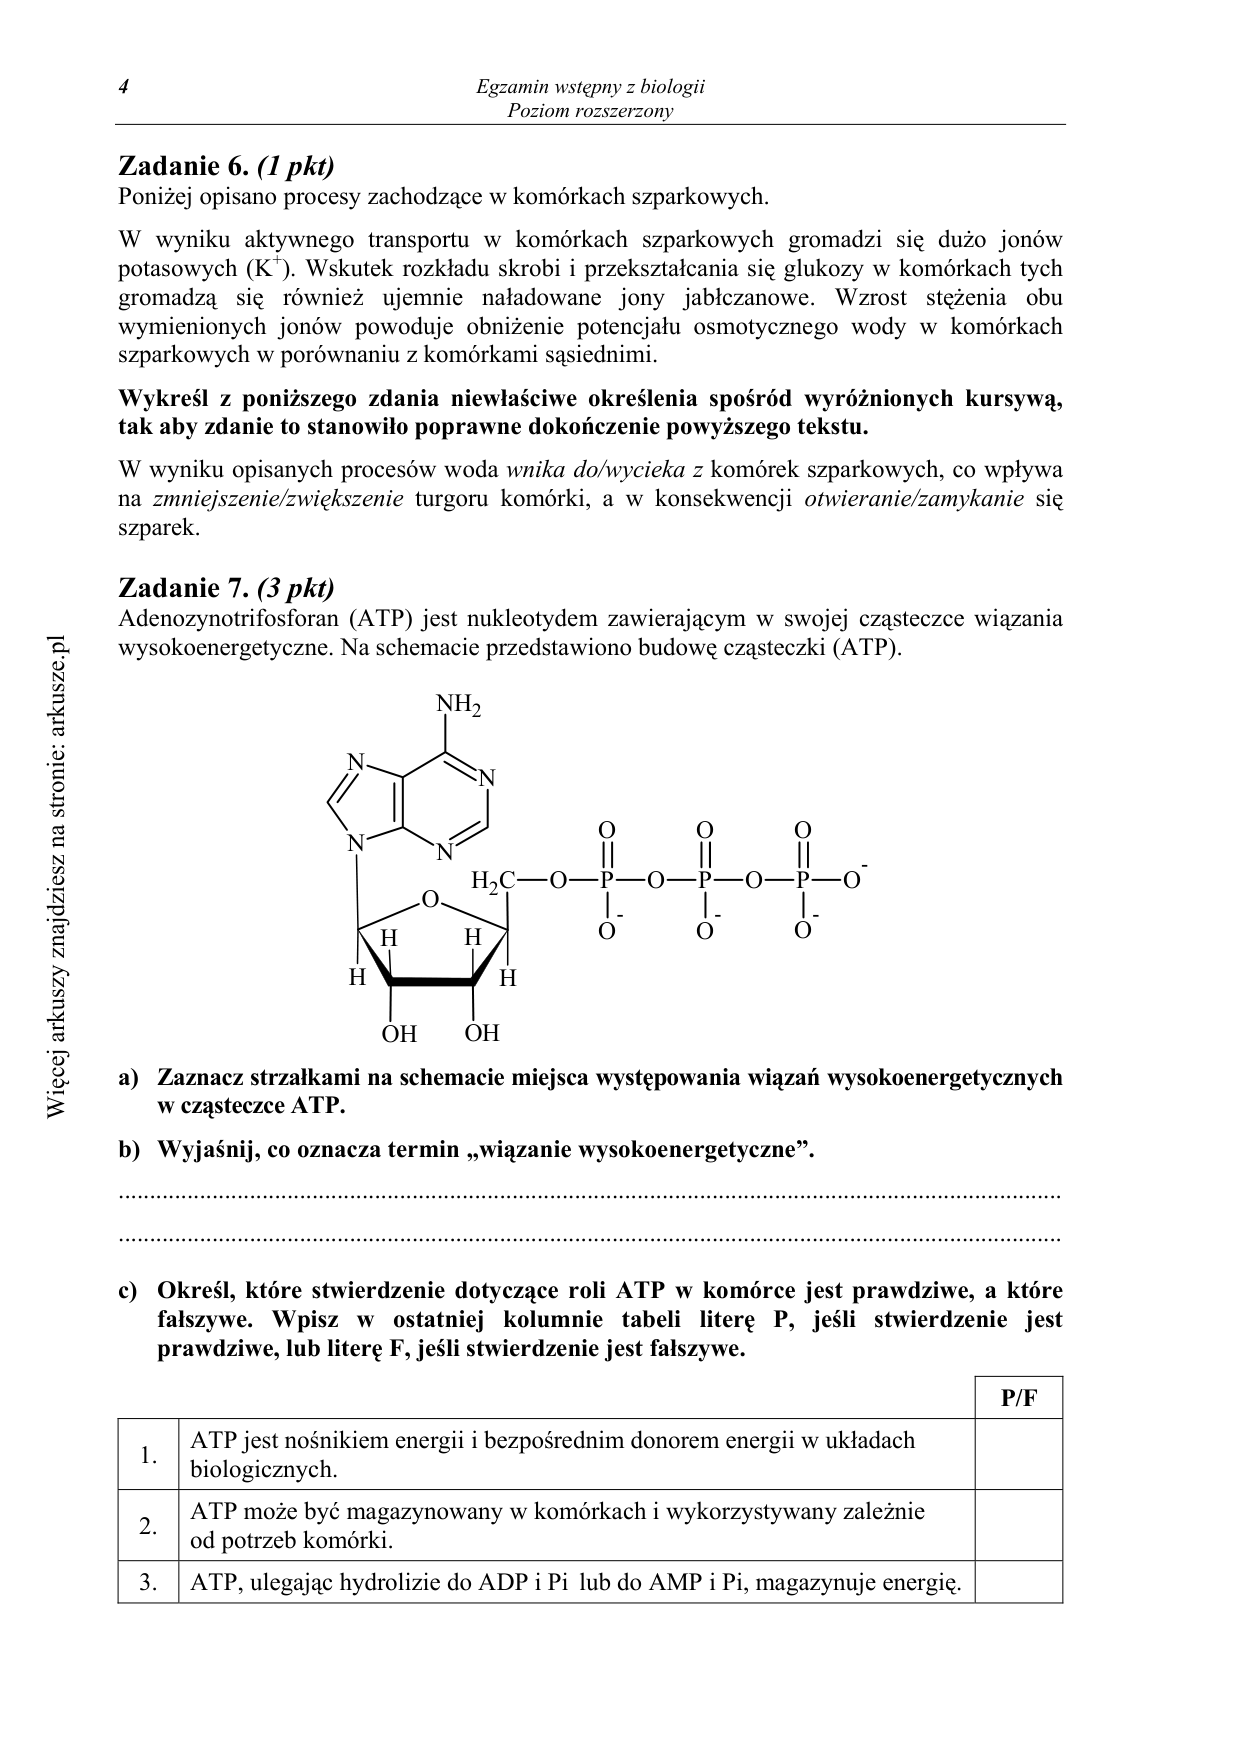 4
Egzamin wstępny z biologii
Poziom rozszerzony
Zadanie 6. (1 pkt)
Poniżej opisano procesy zachodzące w komórkach szparkowych.
W wyniku aktywnego transportu w komórkach szparkowych gromadzi się dużo jonów
potasowych (K⁺). Wskutek rozkładu skrobi i przekształcania się glukozy w komórkach tych
gromadzą się również ujemnie naładowane jony jabłczanowe. Wzrost stężenia obu
wymienionych jonów powoduje obniżenie potencjału osmotycznego wody w komórkach
szparkowych w porównaniu z komórkami sąsiednimi.
Wykreśl z poniższego zdania niewłaściwe określenia spośród wyróżnionych kursywą,
tak aby zdanie to stanowiło poprawne dokończenie powyższego tekstu.
W wyniku opisanych procesów woda wnika do/wycieka z komórek szparkowych, co wpływa
na zmniejszenie/zwiększenie turgoru komórki, a w konsekwencji otwieranie/zamykanie się
szparek.
Zadanie 7. (3 pkt)
Adenozynotrifosforan (ATP) jest nukleotydem zawierającym w swojej cząsteczce wiązania
wysokoenergetyczne. Na schemacie przedstawiono budowę cząsteczki (ATP).
NH₂
N
N
N
N
O O O
H₂C O P O P O P O⁻
O
O⁻ O⁻ O⁻
H H
H H
OH OH
a) Zaznacz strzałkami na schemacie miejsca występowania wiązań wysokoenergetycznych
w cząsteczce ATP.
b) Wyjaśnij, co oznacza termin „wiązanie wysokoenergetyczne”.
c) Określ, które stwierdzenie dotyczące roli ATP w komórce jest prawdziwe, a które
fałszywe. Wpisz w ostatniej kolumnie tabeli literę P, jeśli stwierdzenie jest
prawdziwe, lub literę F, jeśli stwierdzenie jest fałszywe.
P/F
1. ATP jest nośnikiem energii i bezpośrednim donorem energii w układach
biologicznych.
2. ATP może być magazynowany w komórkach i wykorzystywany zależnie
od potrzeb komórki.
3. ATP, ulegając hydrolizie do ADP i Pi lub do AMP i Pi, magazynuje energię.
Więcej arkuszy znajdziesz na stronie: arkusze.pl